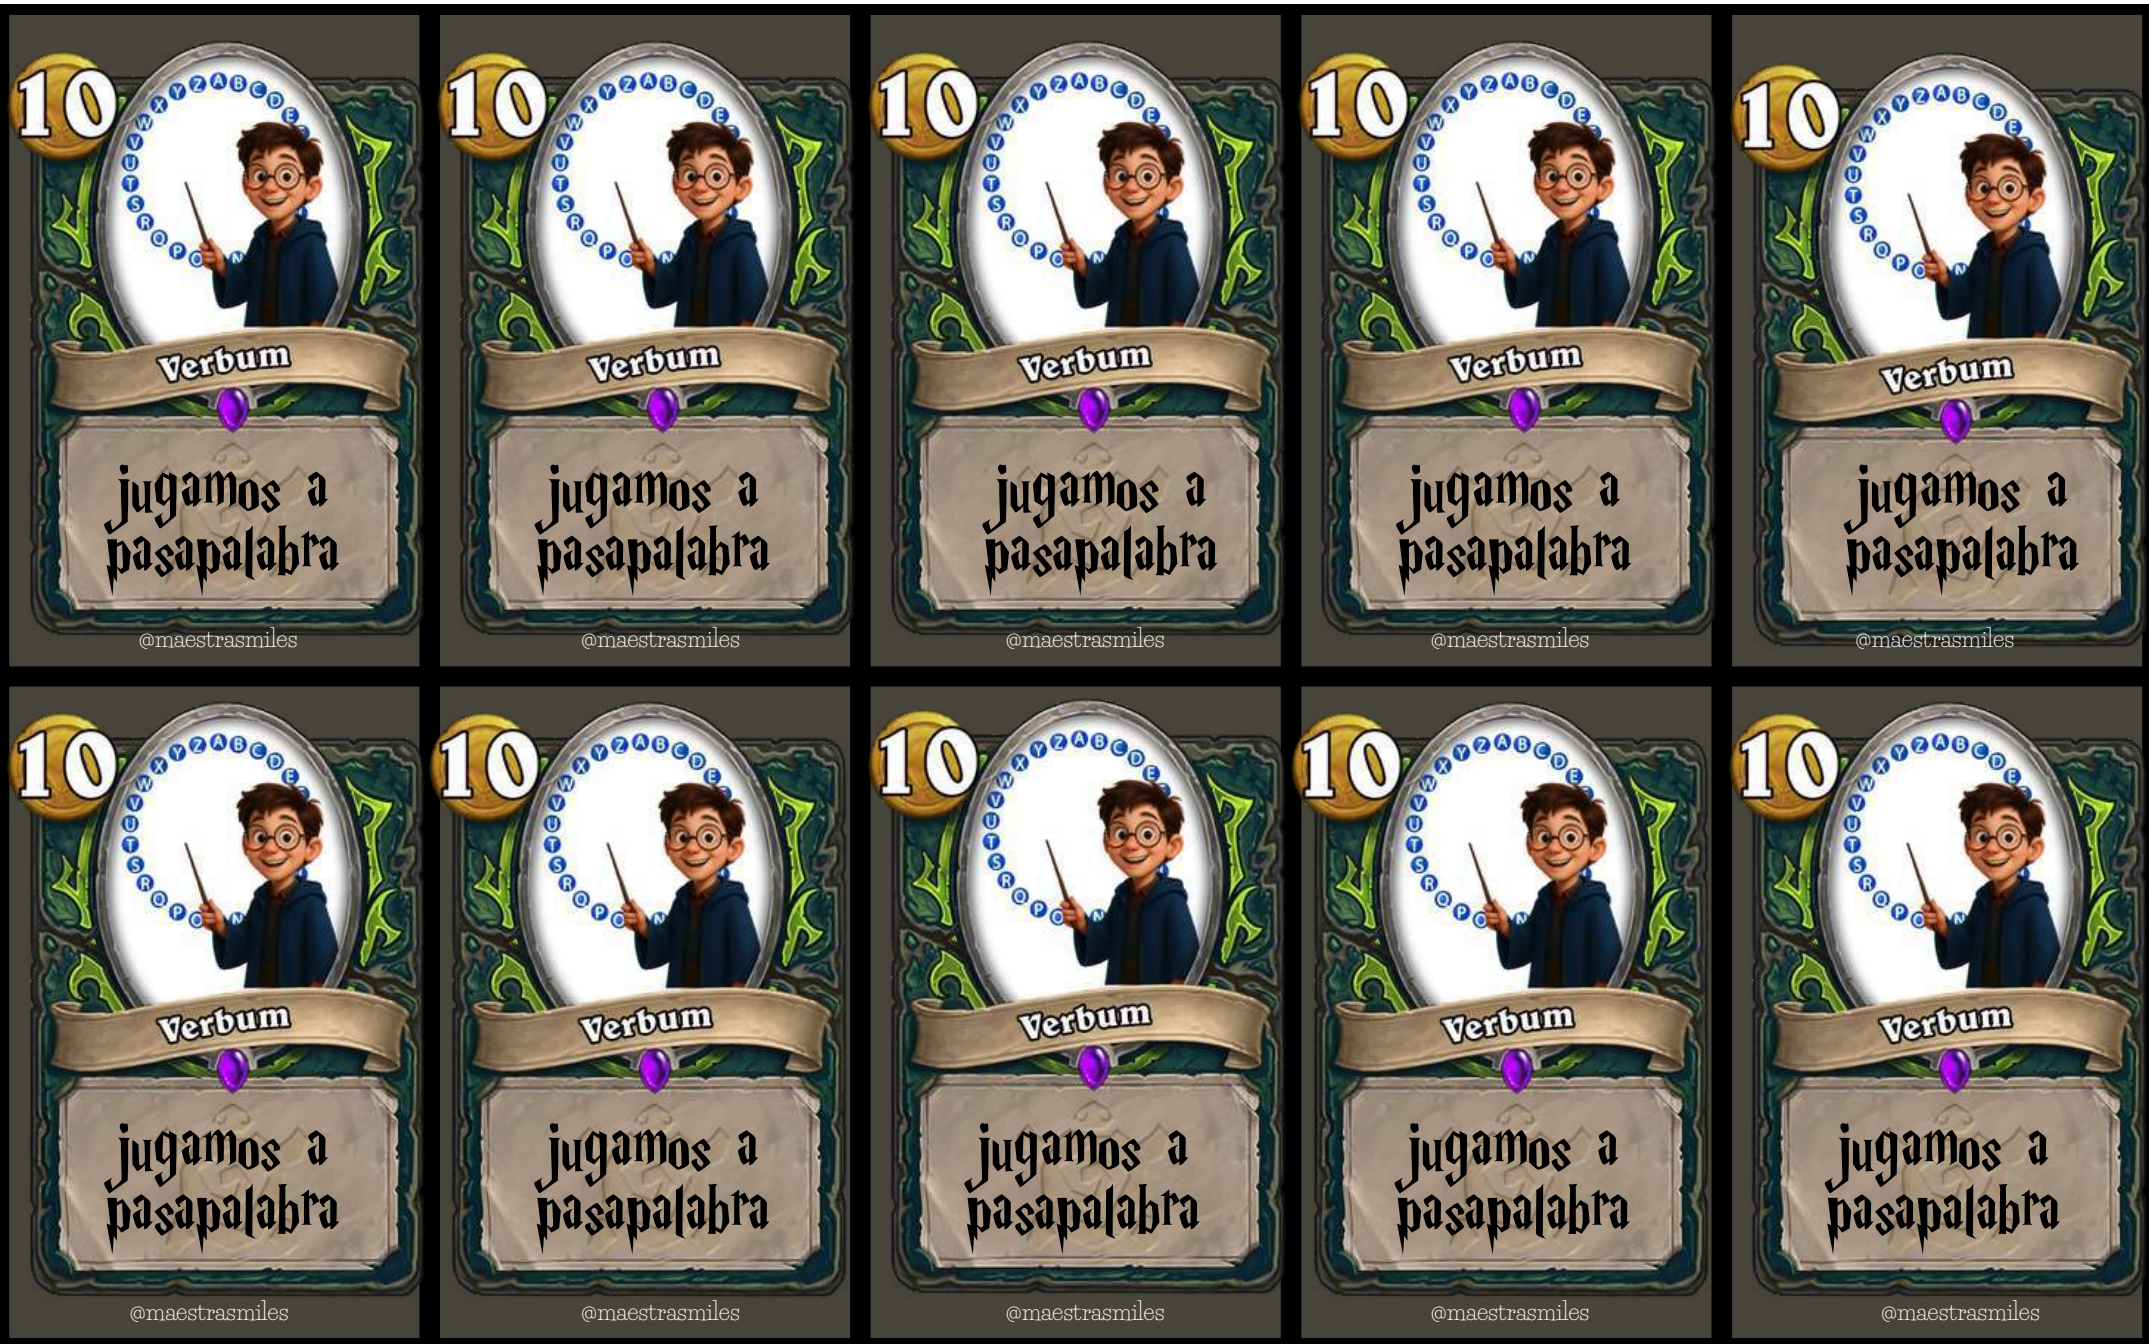 10
Z A B C D E
Y X W V U T S R Q P O N
Verbum
jugamos a
pasapalabra
@maestrasmiles
10
Z A B C D E
Y X W V U T S R Q P O N
Verbum
jugamos a
pasapalabra
@maestrasmiles
10
Z A B C D E
Y X W V U T S R Q P O N
Verbum
jugamos a
pasapalabra
@maestrasmiles
10
Z A B C D E
Y X W V U T S R Q P O N
Verbum
jugamos a
pasapalabra
@maestrasmiles
10
Z A B C D E
Y X W V U T S R Q P O N
Verbum
jugamos a
pasapalabra
@maestrasmiles
10
Z A B C D E
Y X W V U T S R Q P O N
Verbum
jugamos a
pasapalabra
@maestrasmiles
10
Z A B C D E
Y X W V U T S R Q P O N
Verbum
jugamos a
pasapalabra
@maestrasmiles
10
Z A B C D E
Y X W V U T S R Q P O N
Verbum
jugamos a
pasapalabra
@maestrasmiles
10
Z A B C D E
Y X W V U T S R Q P O N
Verbum
jugamos a
pasapalabra
@maestrasmiles
10
Z A B C D E
Y X W V U T S R Q P O N
Verbum
jugamos a
pasapalabra
@maestrasmiles